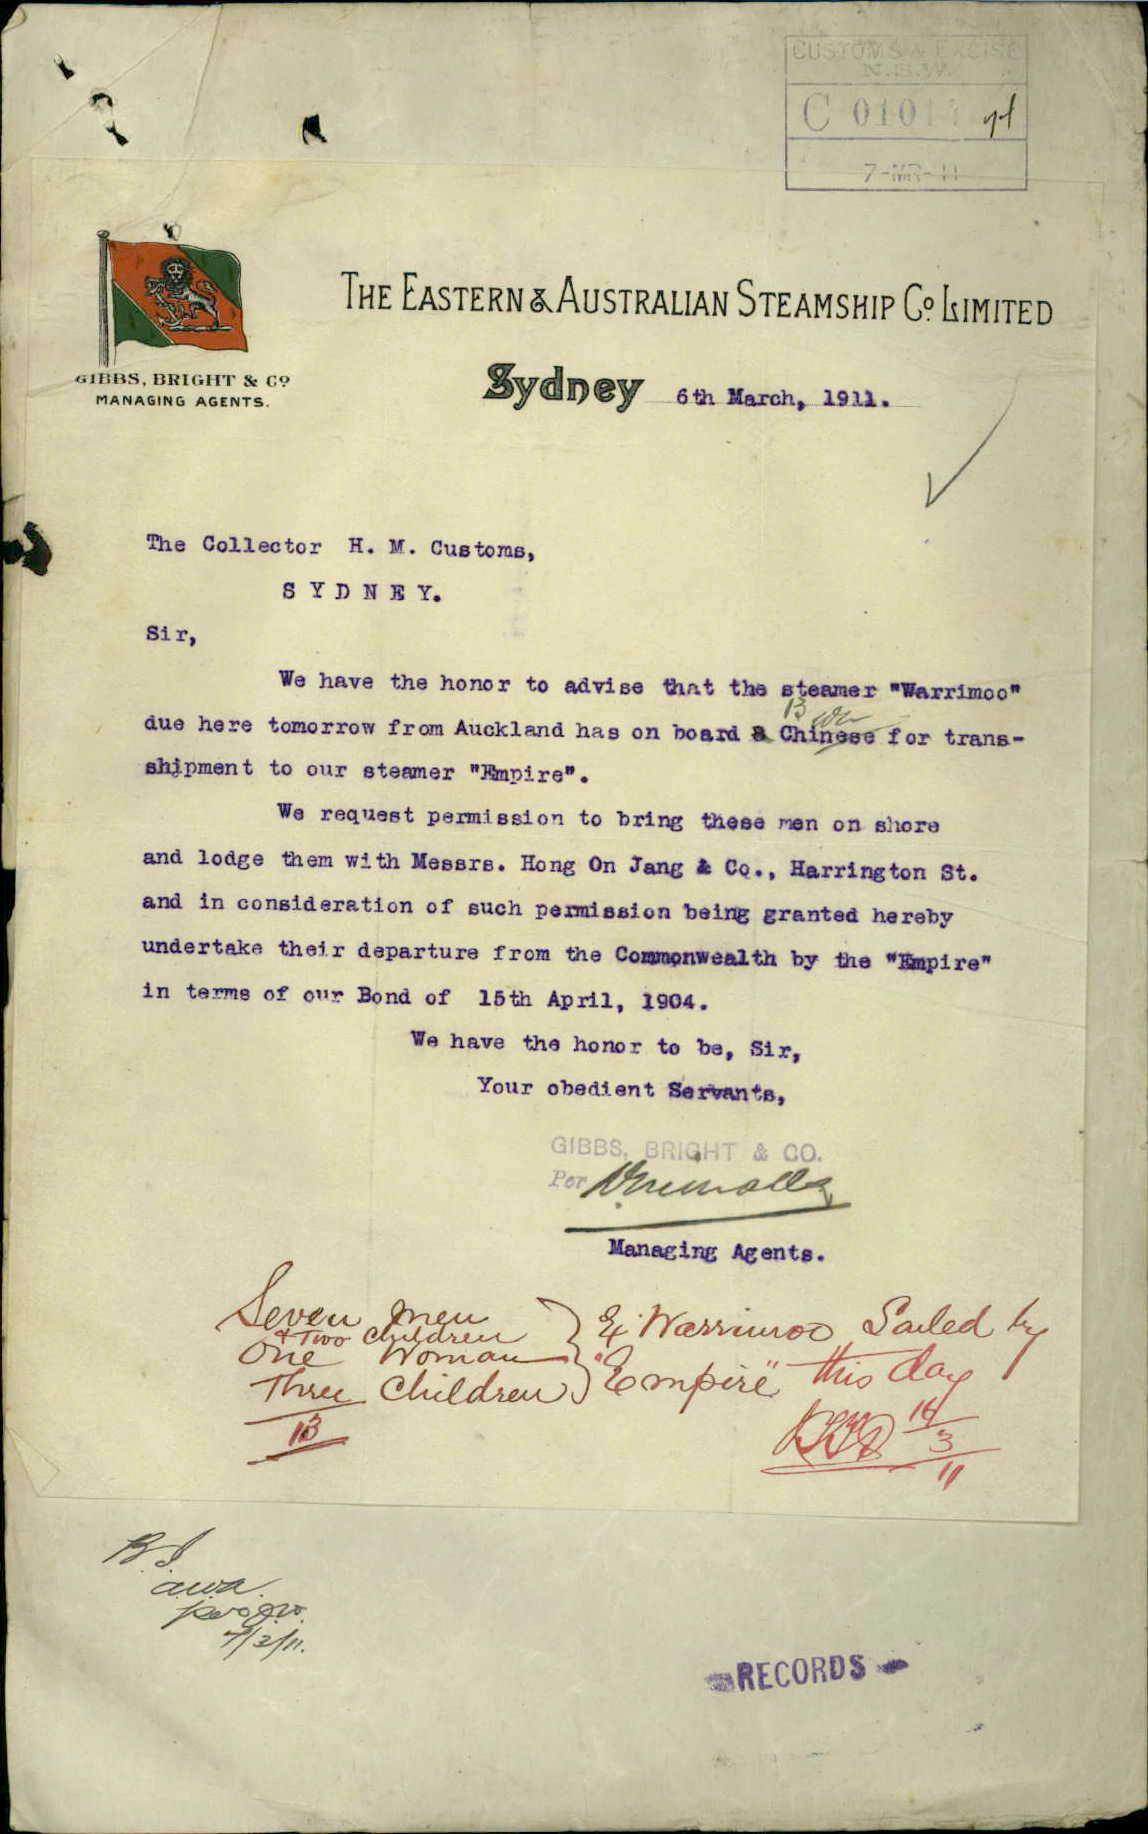 CUSTOMS & EXCISE
N.S.W.
C 0101
7-MR-11
THE EASTERN & AUSTRALIAN STEAMSHIP Co LIMITED
GIBBS, BRIGHT & Co
MANAGING AGENTS.
Sydney 6th March, 1911.
The Collector H. M. Customs,
S Y D N E Y.
Sir,
We have the honor to advise that the steamer "Warrimoo"
13
due here tomorrow from Auckland has on board 8 Chinese for trans-
shipment to our steamer "Empire".
We request permission to bring these men on shore
and lodge them with Messrs. Hong On Jang & Co., Harrington St.
and in consideration of such permission being granted hereby
undertake their departure from the Commonwealth by the "Empire"
in terms of our Bond of 15th April, 1904.
We have the honor to be, Sir,
Your obedient Servants,
GIBBS, BRIGHT & CO.
Per
Managing Agents.
Seven men
& Two children
One Woman
Three Children
13
Ex Warrimoo Sailed by
"Empire" this day
14/3/11
7/3/11.
RECORDS